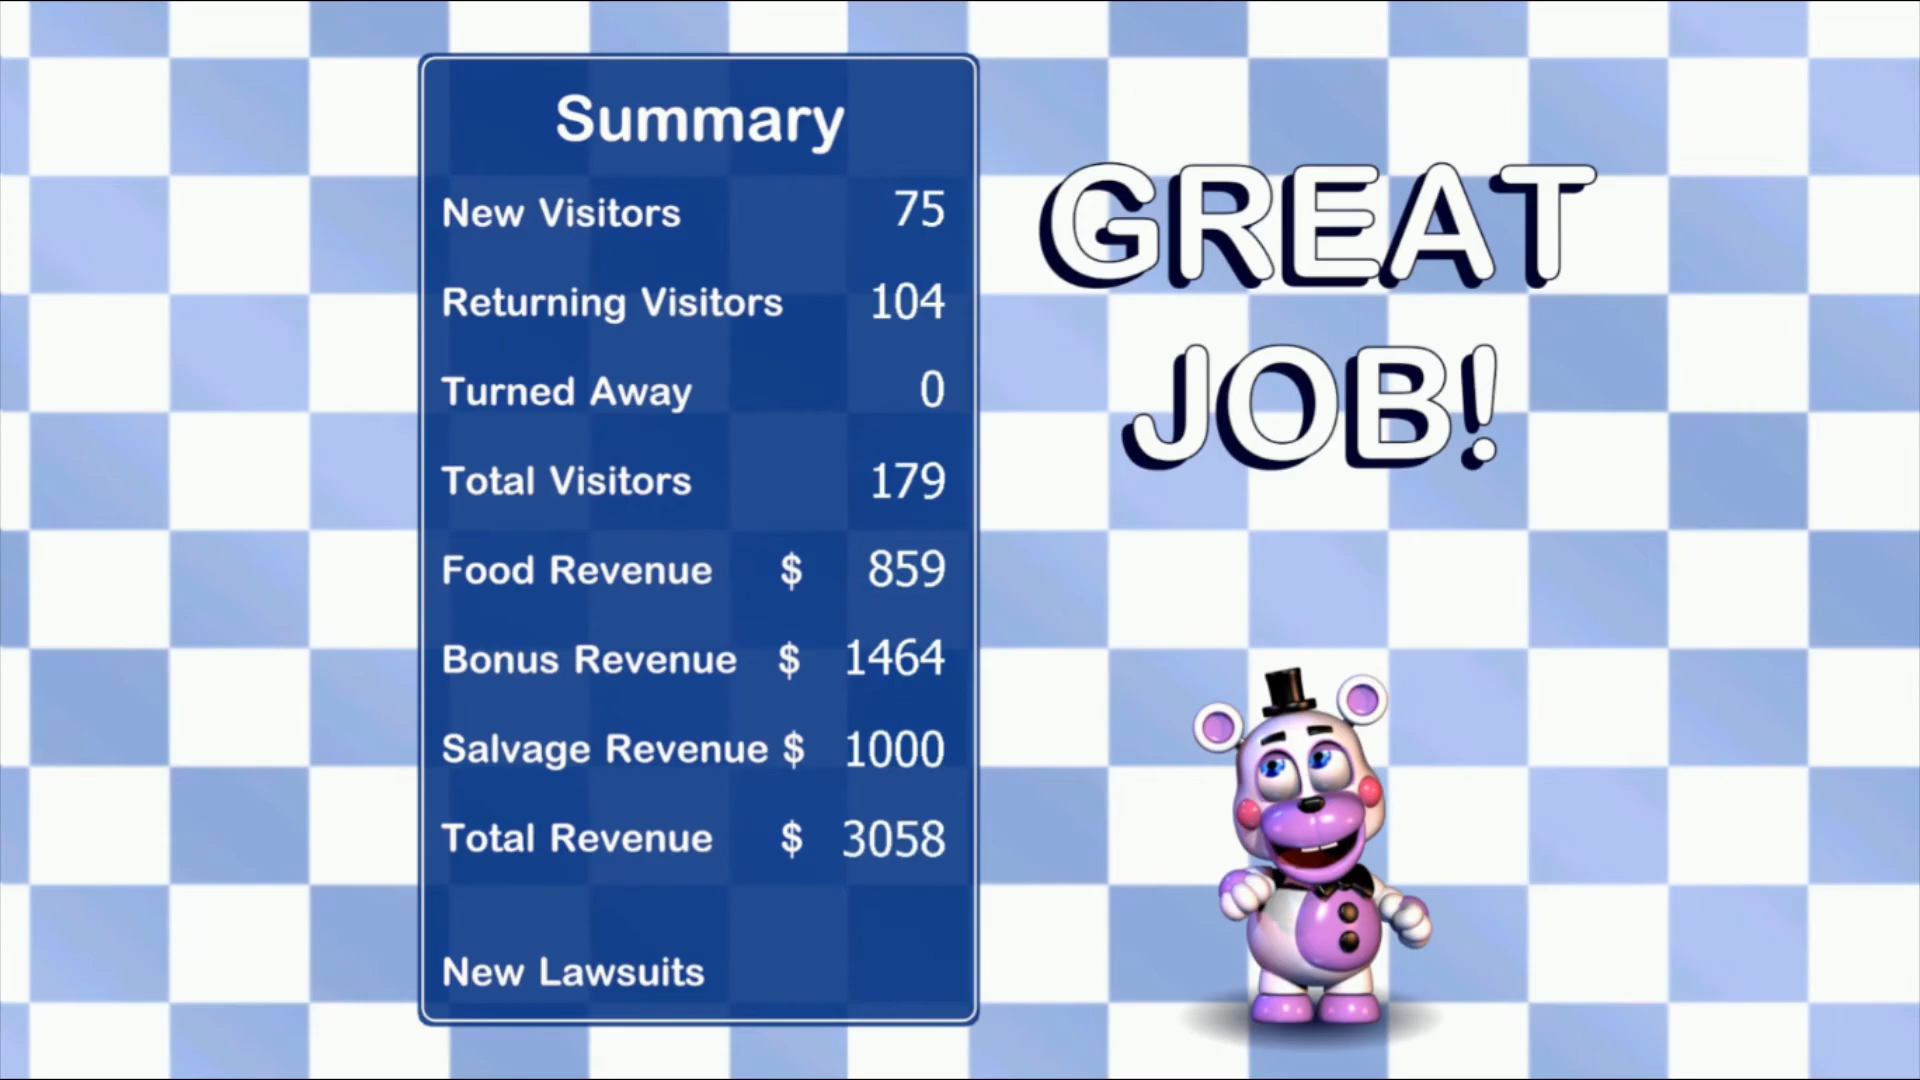 Summary
New Visitors 75
Returning Visitors 104
Turned Away 0
Total Visitors 179
Food Revenue $ 859
Bonus Revenue $ 1464
Salvage Revenue $ 1000
Total Revenue $ 3058
New Lawsuits
GREAT
JOB!